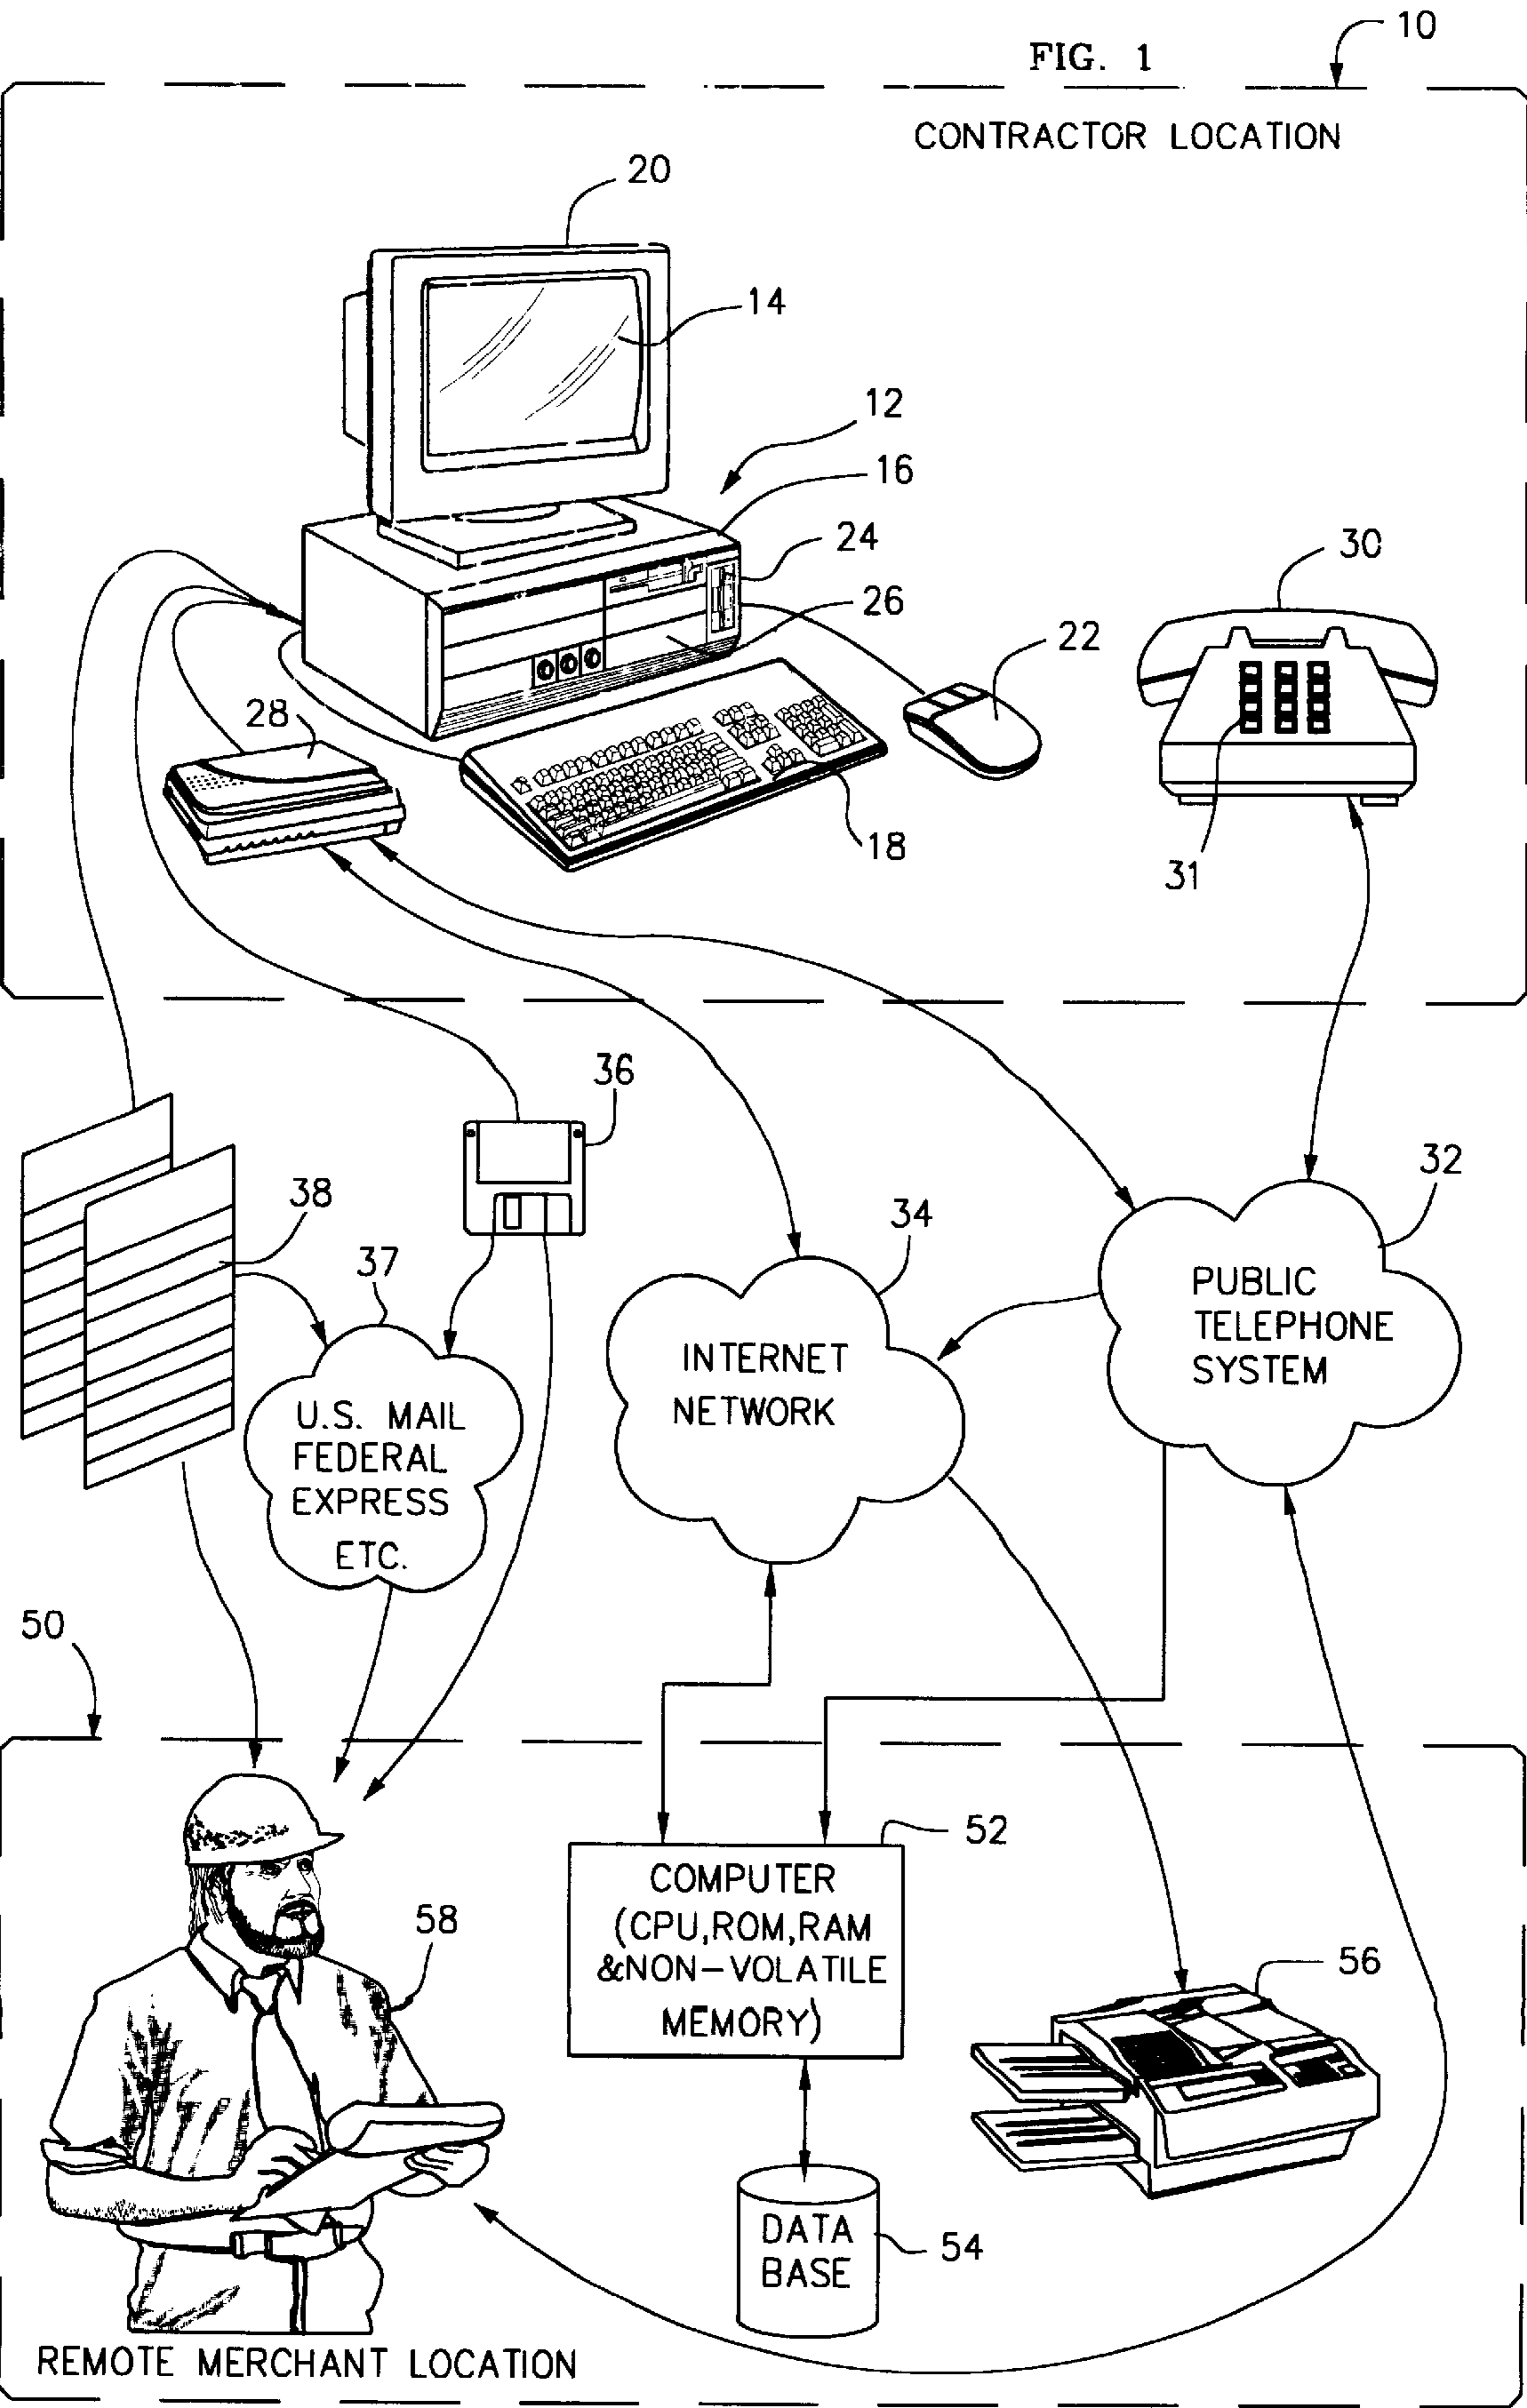 10
FIG. 1
CONTRACTOR LOCATION
20
14
12
16
24
30
26
22
28
18
31
36
32
38
34
37
PUBLIC
TELEPHONE
SYSTEM
INTERNET
NETWORK
U.S. MAIL
FEDERAL
EXPRESS
ETC.
50
52
COMPUTER
(CPU,ROM,RAM
&NON-VOLATILE
MEMORY)
58
56
DATA
BASE
54
REMOTE MERCHANT LOCATION